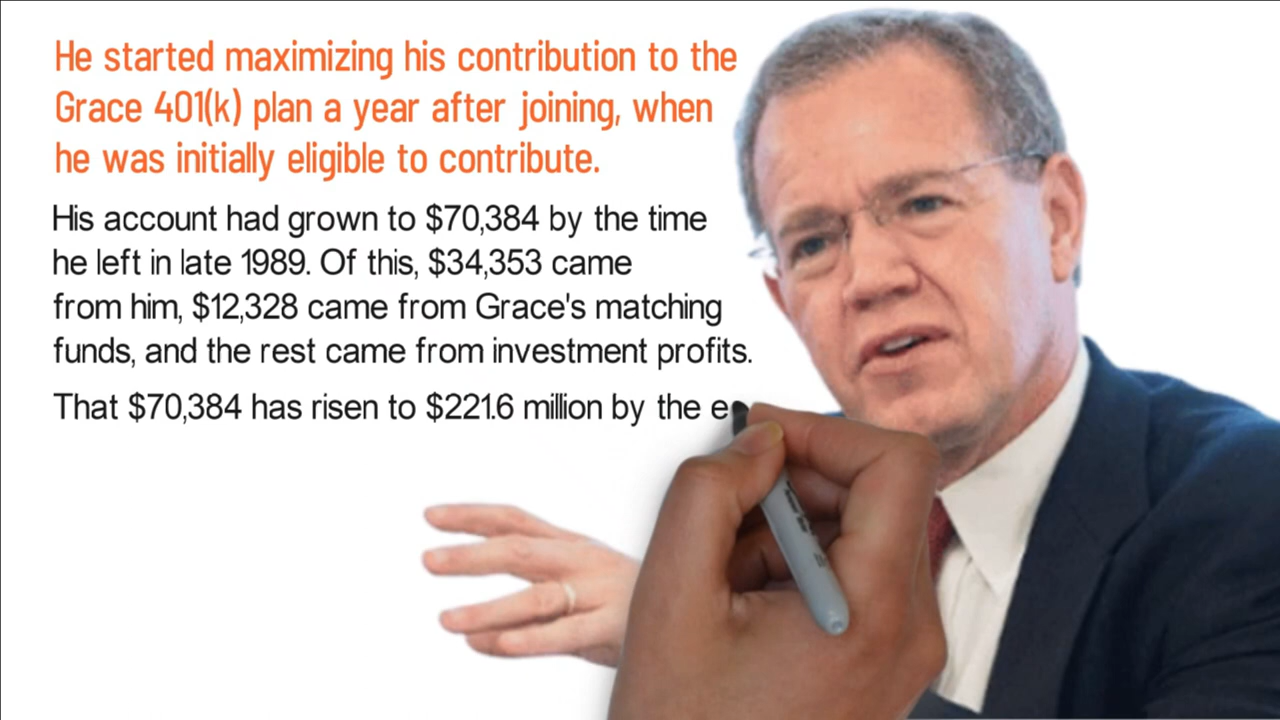 He started maximizing his contribution to the
Grace 401(k) plan a year after joining, when
he was initially eligible to contribute.
His account had grown to $70,384 by the time
he left in late 1989. Of this, $34,353 came
from him, $12,328 came from Grace's matching
funds, and the rest came from investment profits.
That $70,384 has risen to $221.6 million by the e